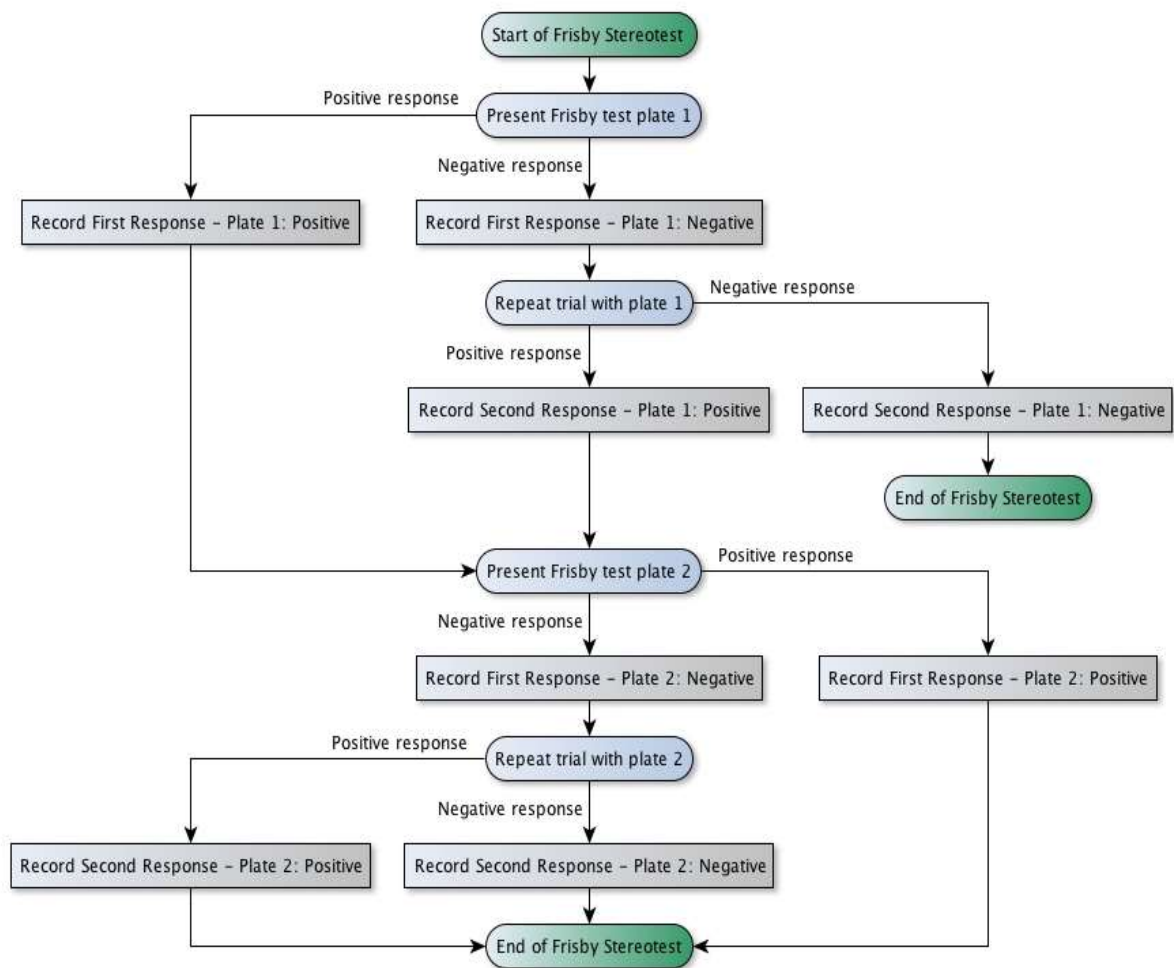 Start of Frisby Stereotest
Positive response
Present Frisby test plate 1
Negative response
Record First Response – Plate 1: Positive
Record First Response – Plate 1: Negative
Repeat trial with plate 1
Negative response
Positive response
Record Second Response – Plate 1: Positive
Record Second Response – Plate 1: Negative
End of Frisby Stereotest
Present Frisby test plate 2
Positive response
Negative response
Record First Response – Plate 2: Negative
Record First Response – Plate 2: Positive
Positive response
Repeat trial with plate 2
Negative response
Record Second Response – Plate 2: Positive
Record Second Response – Plate 2: Negative
End of Frisby Stereotest